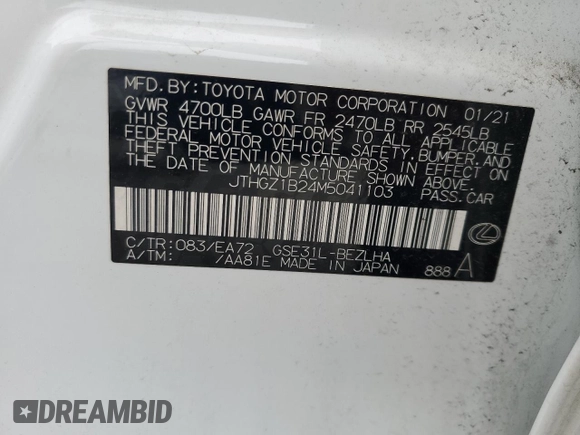 MFD. BY: TOYOTA MOTOR CORPORATION 01/21
GVWR 4700LB GAWR FR 2470LB RR 2545LB
THIS VEHICLE CONFORMS TO ALL APPLICABLE
FEDERAL MOTOR VEHICLE SAFETY, BUMPER, AND
THEFT PREVENTION STANDARDS IN EFFECT ON
THE DATE OF MANUFACTURE SHOWN ABOVE.
JTHGZ1B24M5041103 PASS. CAR
C/TR: 083/EA72 GSE31L-BEZLHA
A/TM: /AA81E MADE IN JAPAN 888 A
DREAMBID